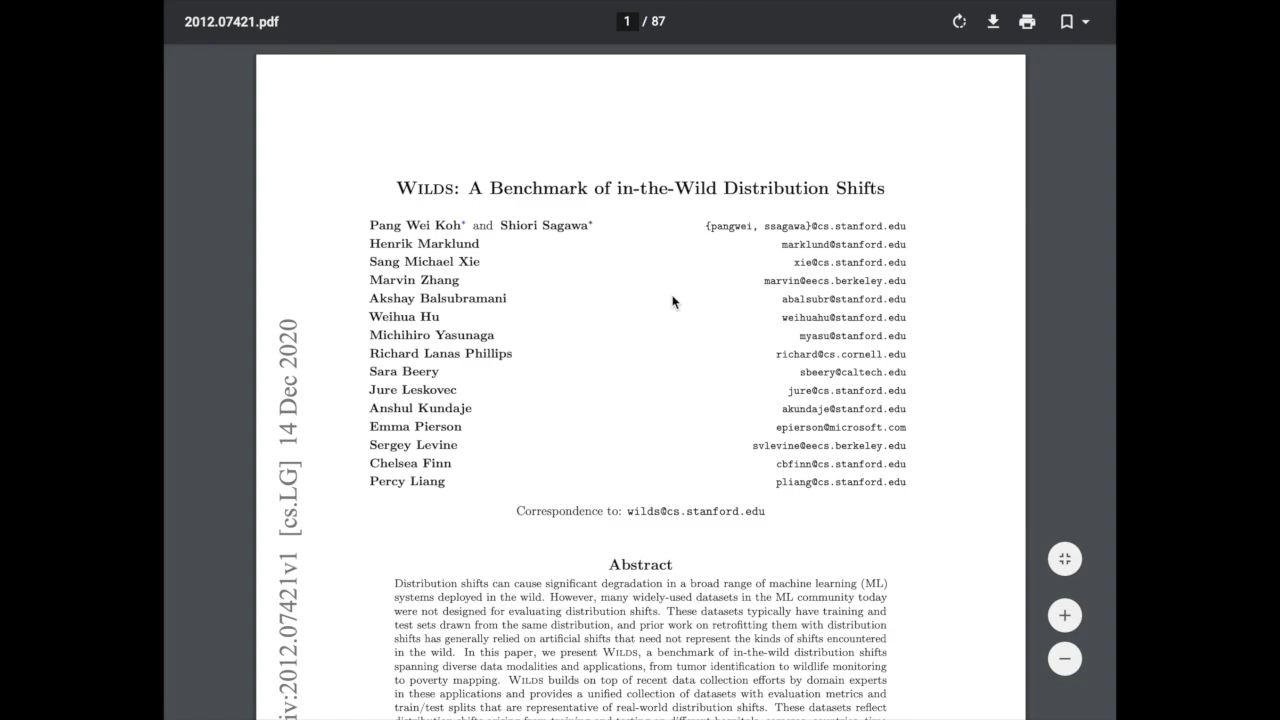 2012.07421.pdf
1 / 87
WILDS: A Benchmark of in-the-Wild Distribution Shifts
Pang Wei Koh* and Shiori Sagawa* {pangwei, ssagawa}@cs.stanford.edu
Henrik Marklund marklund@stanford.edu
Sang Michael Xie xie@cs.stanford.edu
Marvin Zhang marvin@eecs.berkeley.edu
Akshay Balsubramani abalsubr@stanford.edu
Weihua Hu weihuahu@stanford.edu
Michihiro Yasunaga myasu@stanford.edu
Richard Lanas Phillips richard@cs.cornell.edu
Sara Beery sbeery@caltech.edu
Jure Leskovec jure@cs.stanford.edu
Anshul Kundaje akundaje@stanford.edu
Emma Pierson epierson@microsoft.com
Sergey Levine svlevine@eecs.berkeley.edu
Chelsea Finn cbfinn@cs.stanford.edu
Percy Liang pliang@cs.stanford.edu
Correspondence to: wilds@cs.stanford.edu
Abstract
Distribution shifts can cause significant degradation in a broad range of machine learning (ML)
systems deployed in the wild. However, many widely-used datasets in the ML community today
were not designed for evaluating distribution shifts. These datasets typically have training and
test sets drawn from the same distribution, and prior work on retrofitting them with distribution
shifts has generally relied on artificial shifts that need not represent the kinds of shifts encountered
in the wild. In this paper, we present WILDS, a benchmark of in-the-wild distribution shifts
spanning diverse data modalities and applications, from tumor identification to wildlife monitoring
to poverty mapping. WILDS builds on top of recent data collection efforts by domain experts
in these applications and provides a unified collection of datasets with evaluation metrics and
train/test splits that are representative of real-world distribution shifts. These datasets reflect
iv:2012.07421v1 [cs.LG] 14 Dec 2020